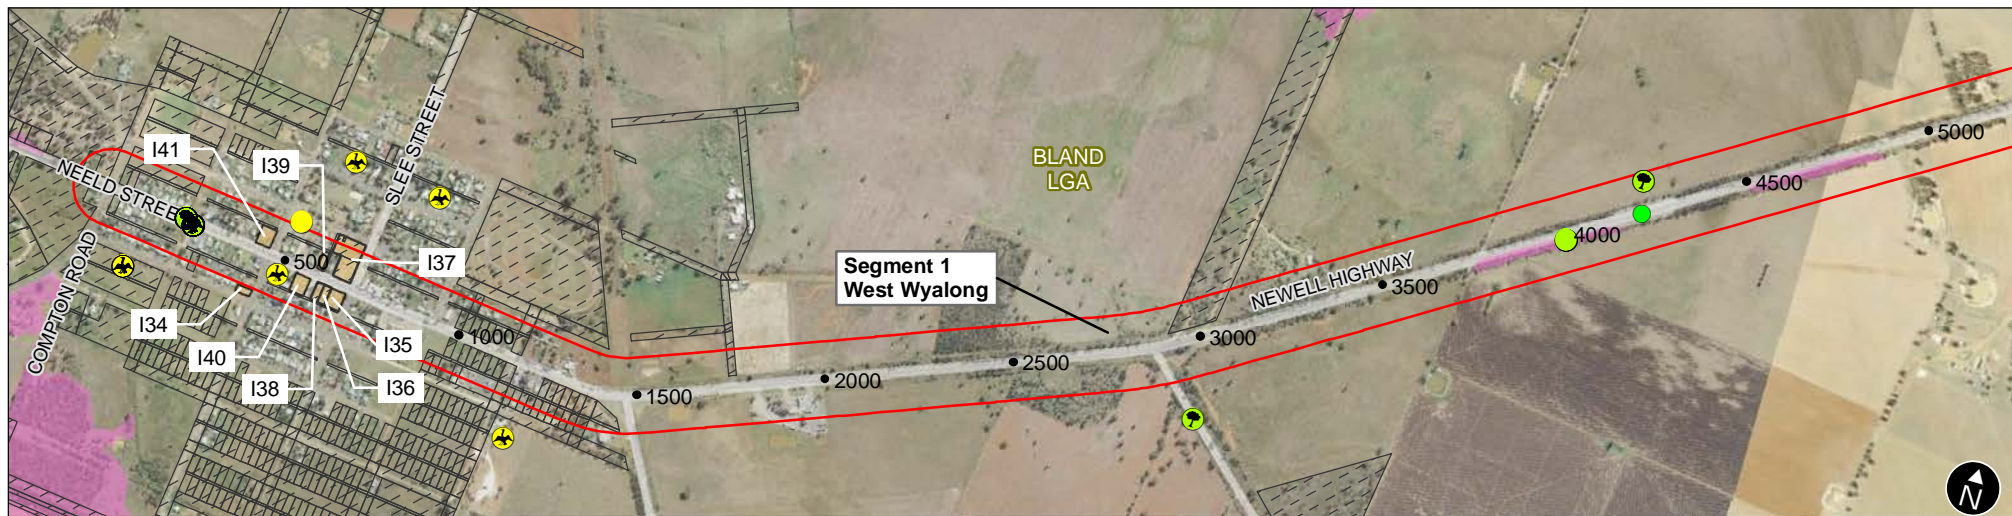 I41
I39
SLEE STREET
NEELD STREE
COMPTON ROAD
I37
500
I34
I40
I38
I36
I35
1000
1500
2000
2500
3000
3500
4000
4500
5000
BLAND
LGA
Segment 1
West Wyalong
NEWELL HIGHWAY
N